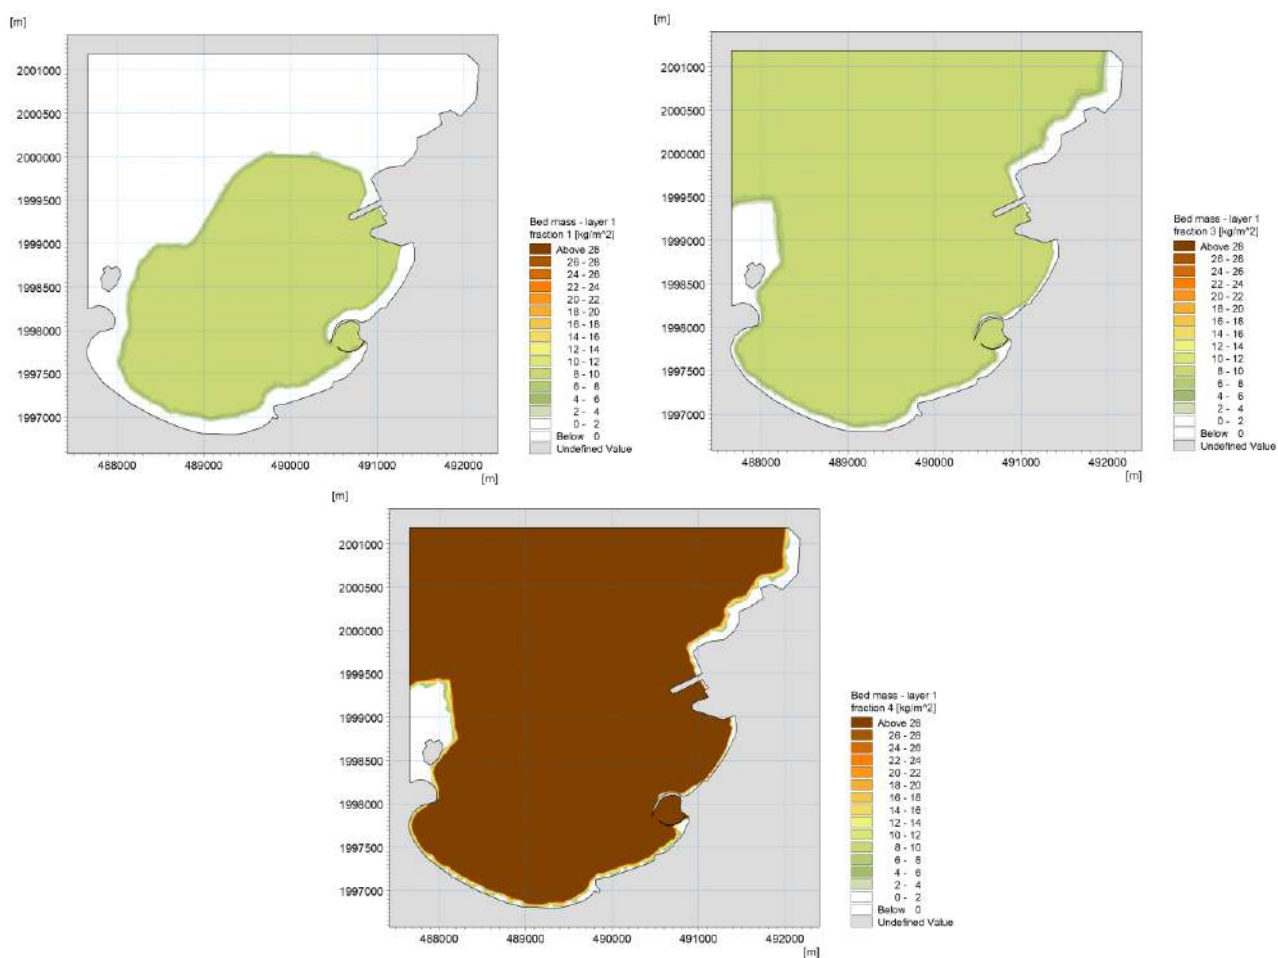 [m]
2001000
2000500
2000000
1999500
1999000
1998500
1998000
1997500
1997000
488000 489000 490000 491000 492000
[m]
Bed mass - layer 1
fraction 1 [kg/m^2]
Above 28
26 - 28
24 - 26
22 - 24
20 - 22
18 - 20
16 - 18
14 - 16
12 - 14
10 - 12
8 - 10
6 - 8
4 - 6
2 - 4
0 - 2
Below 0
Undefined Value
[m]
2001000
2000500
2000000
1999500
1999000
1998500
1998000
1997500
1997000
488000 489000 490000 491000 492000
[m]
Bed mass - layer 1
fraction 3 [kg/m^2]
Above 28
26 - 28
24 - 26
22 - 24
20 - 22
18 - 20
16 - 18
14 - 16
12 - 14
10 - 12
8 - 10
6 - 8
4 - 6
2 - 4
0 - 2
Below 0
Undefined Value
[m]
2001000
2000500
2000000
1999500
1999000
1998500
1998000
1997500
1997000
488000 489000 490000 491000 492000
[m]
Bed mass - layer 1
fraction 4 [kg/m^2]
Above 28
26 - 28
24 - 26
22 - 24
20 - 22
18 - 20
16 - 18
14 - 16
12 - 14
10 - 12
8 - 10
6 - 8
4 - 6
2 - 4
0 - 2
Below 0
Undefined Value